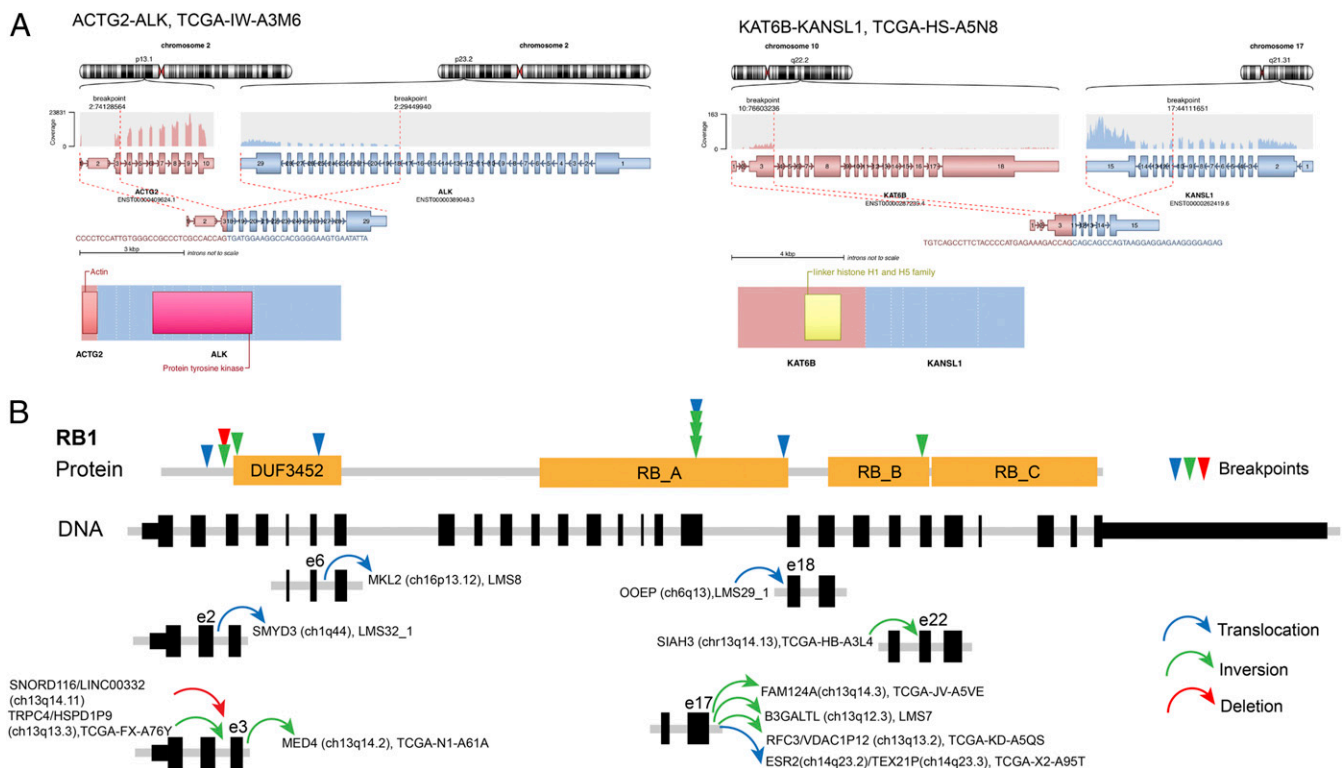 A
ACTG2-ALK, TCGA-IW-A3M6
chromosome 2
chromosome 2
p13.1
p23.2
breakpoint
2:74128564
breakpoint
2:29449940
23831
0
Coverage
ACTG2
ENST00000409624.1
ALK
ENST00000389048.3
CCCCTCCATTGTGGGCCGCCCTCGCCACCAGTGATGGAAGGCCACGGGGAAGTGAATATTA
3 kbp
introns not to scale
Actin
ACTG2
ALK
Protein tyrosine kinase
KAT6B-KANSL1, TCGA-HS-A5N8
chromosome 10
chromosome 17
q22.2
q21.31
breakpoint
10:76603236
breakpoint
17:44111651
163
0
Coverage
KAT6B
ENST00000287239.4
KANSL1
ENST00000262419.6
TGTCAGCCTTCTACCCCATGAGAAAGACCAGCAGCAGCCAGTAAGGAGGAGAAGGGGAGAG
4 kbp
introns not to scale
linker histone H1 and H5 family
KAT6B
KANSL1
B
RB1
Protein
DUF3452
RB_A
RB_B
RB_C
Breakpoints
DNA
e6
MKL2 (ch16p13.12), LMS8
e18
OOEP (ch6q13),LMS29_1
e2
SMYD3 (ch1q44), LMS32_1
e22
SIAH3 (chr13q14.13),TCGA-HB-A3L4
SNORD116/LINC00332
(ch13q14.11)
TRPC4/HSPD1P9
(ch13q13.3),TCGA-FX-A76Y
e3
MED4 (ch13q14.2), TCGA-N1-A61A
e17
FAM124A(ch13q14.3), TCGA-JV-A5VE
B3GALTL (ch13q12.3), LMS7
RFC3/VDAC1P12 (ch13q13.2), TCGA-KD-A5QS
ESR2(ch14q23.2)/TEX21P(ch14q23.3), TCGA-X2-A95T
Translocation
Inversion
Deletion